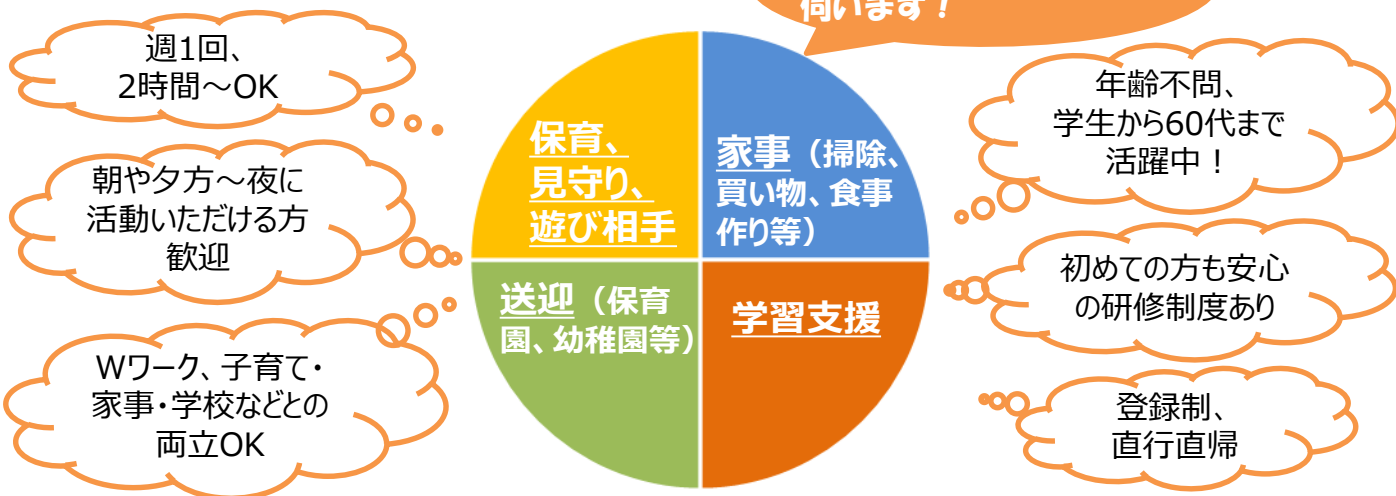 伺います！
週1回、
2時間～OK
朝や夕方～夜に
活動いただける方
歓迎
Wワーク、子育て・
家事・学校などとの
両立OK
保育、
見守り、
遊び相手
家事（掃除、
買い物、食事
作り等）
送迎（保育
園、幼稚園等）
学習支援
年齢不問、
学生から60代まで
活躍中！
初めての方も安心
の研修制度あり
登録制、
直行直帰